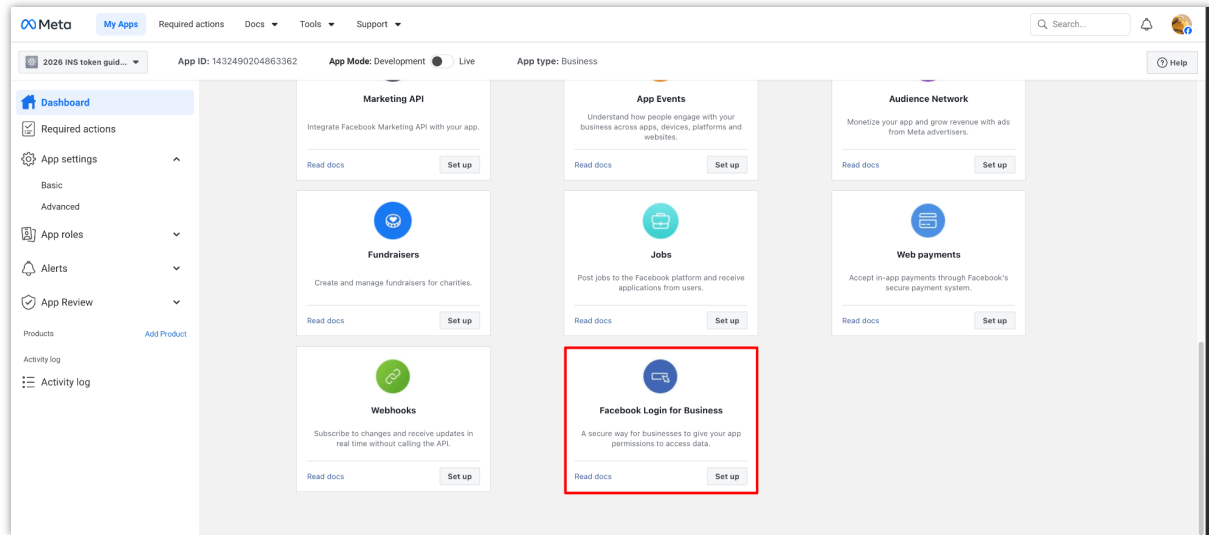 Meta
My Apps
Required actions
Docs
Tools
Support
Search...
2026 INS token guid...
App ID: 1432490204863362
App Mode: Development
Live
App type: Business
Help
Dashboard
Required actions
App settings
Basic
Advanced
App roles
Alerts
App Review
Products
Add Product
Activity log
Activity log
Marketing API
Integrate Facebook Marketing API with your app.
Read docs
Set up
App Events
Understand how people engage with your
business across apps, devices, platforms and
websites.
Read docs
Set up
Audience Network
Monetize your app and grow revenue with ads
from Meta advertisers.
Read docs
Set up
Fundraisers
Create and manage fundraisers for charities.
Read docs
Set up
Jobs
Post jobs to the Facebook platform and receive
applications from users.
Read docs
Set up
Web payments
Accept in-app payments through Facebook's
secure payment system.
Read docs
Set up
Webhooks
Subscribe to changes and receive updates in
real time without calling the API.
Read docs
Set up
Facebook Login for Business
A secure way for businesses to give your app
permissions to access data.
Read docs
Set up